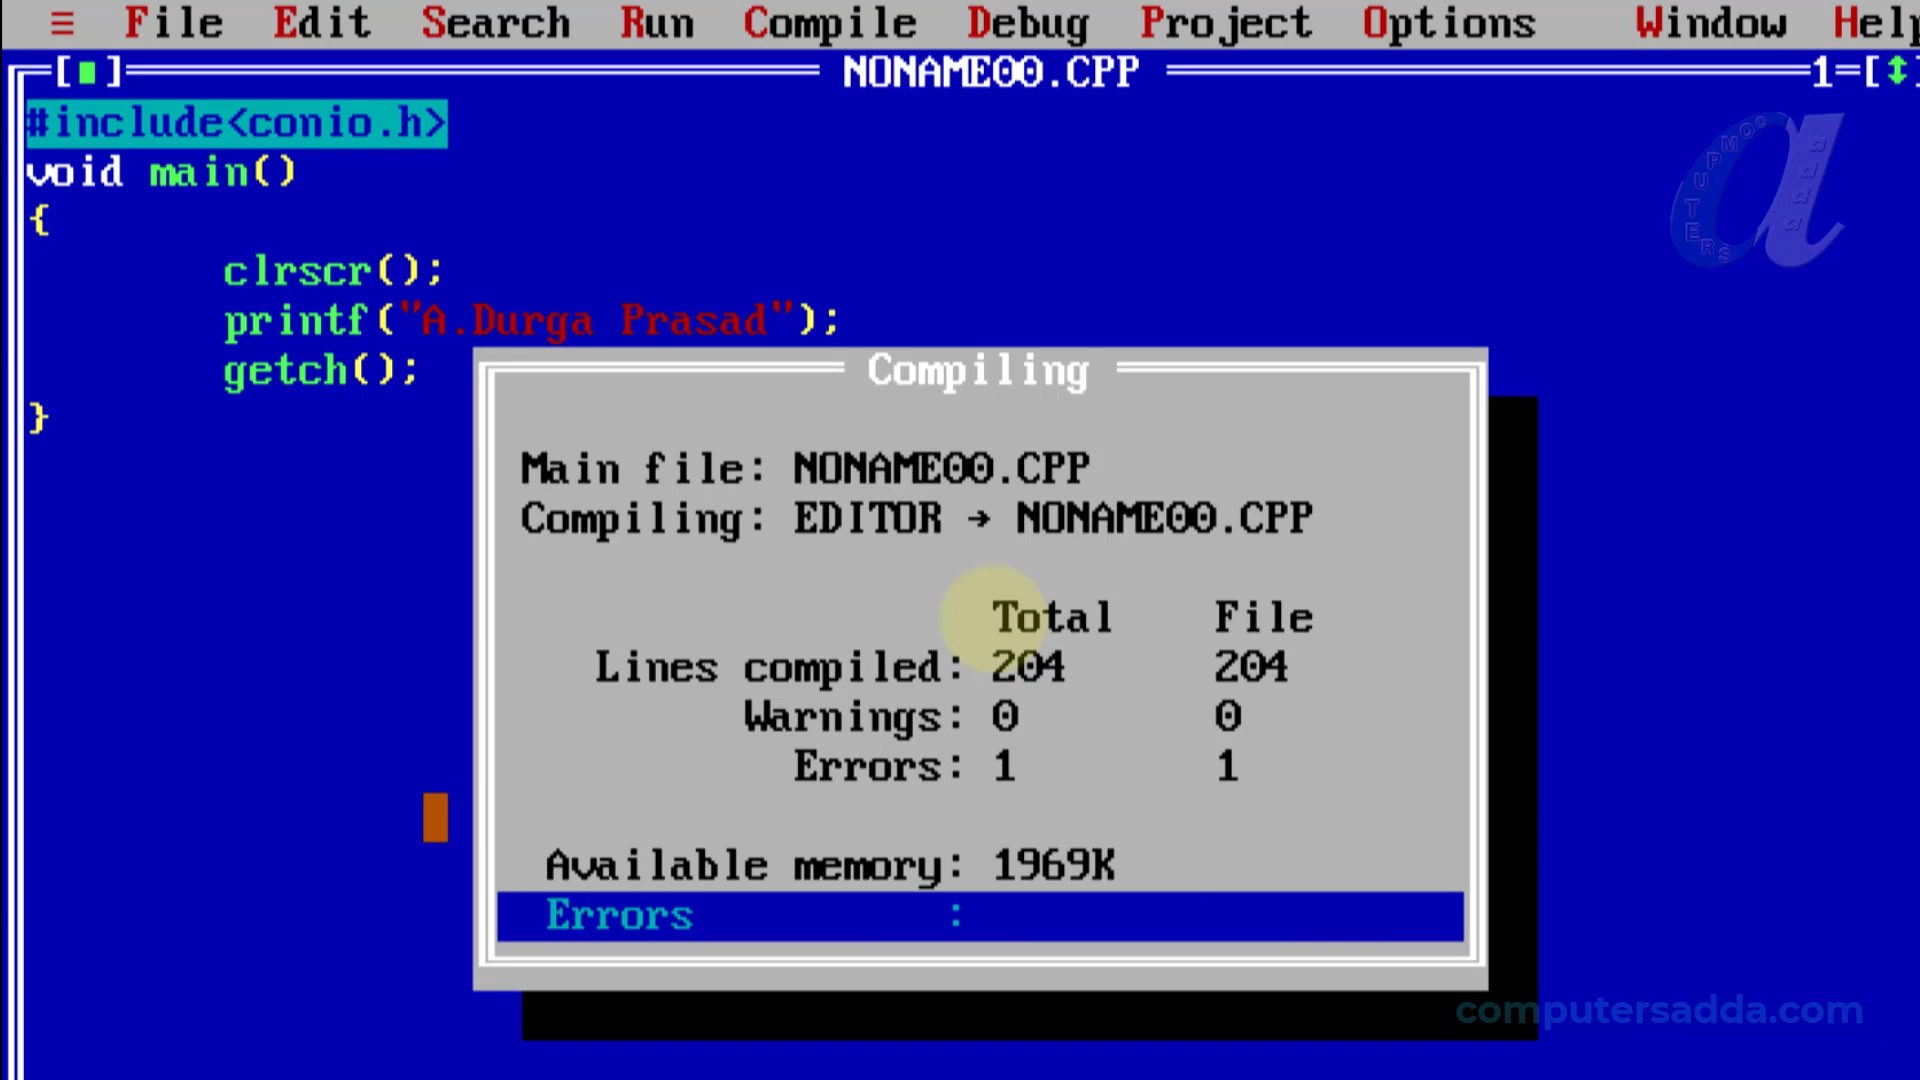 ≡ File Edit Search Run Compile Debug Project Options Window Help
[■] NONAME00.CPP 1=[↕]
#include<conio.h>
void main()
{
clrscr();
printf("A.Durga Prasad");
getch();
}
Compiling
Main file: NONAME00.CPP
Compiling: EDITOR → NONAME00.CPP
Total File
Lines compiled: 204 204
Warnings: 0 0
Errors: 1 1
Available memory: 1969K
Errors :
COMPUTERS
adda
computersadda.com